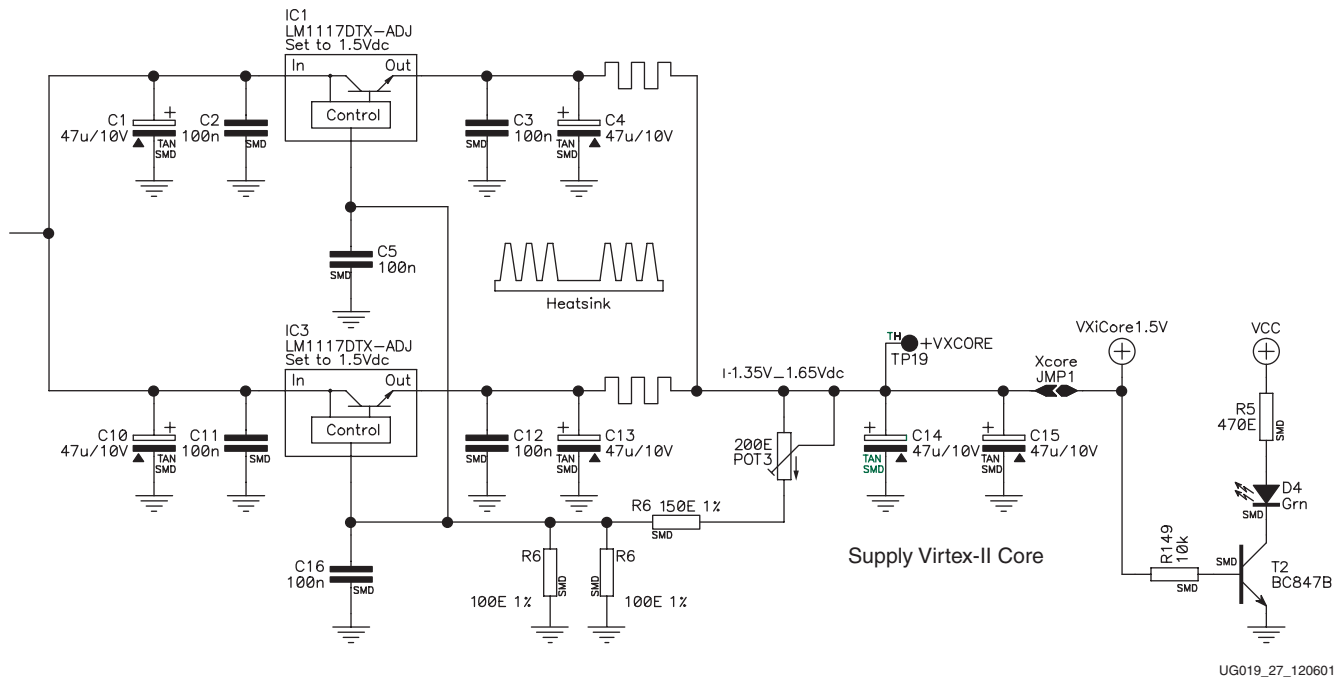 IC1
LM1117DTX-ADJ
Set to 1.5Vdc
In
Out
Control
C1
47u/10V
+
TAN
SMD
C2
100n
SMD
C3
100n
SMD
+
C4
47u/10V
TAN
SMD
C5
100n
SMD
Heatsink
IC3
LM1117DTX-ADJ
Set to 1.5Vdc
In
Out
Control
C10
47u/10V
+
TAN
SMD
C11
100n
SMD
C12
100n
SMD
+
C13
47u/10V
TAN
SMD
1-1.35V_1.65Vdc
200E
POT3
TH
+VXCORE
TP19
+
C14
47u/10V
TAN
SMD
+
C15
47u/10V
TAN
SMD
Xcore
JMP1
VXiCore1.5V
VCC
R5
470E
SMD
D4
Grn
SMD
R6 150E 1%
SMD
C16
100n
SMD
R6
SMD
100E 1%
R6
SMD
100E 1%
Supply Virtex-II Core
R149
10k
SMD
SMD
T2
BC847B
UG019_27_120601